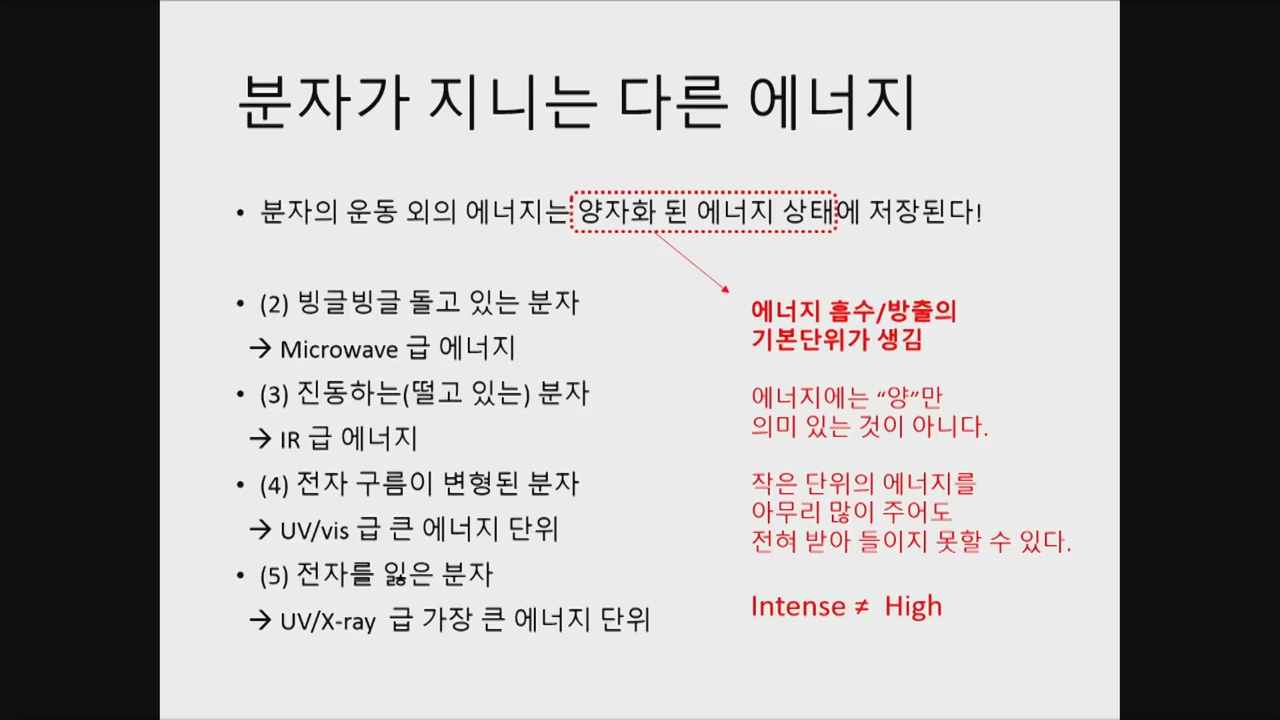 분자가 지니는 다른 에너지
• 분자의 운동 외의 에너지는 양자화 된 에너지 상태에 저장된다!
• (2) 빙글빙글 돌고 있는 분자
→ Microwave 급 에너지
• (3) 진동하는(떨고 있는) 분자
→ IR 급 에너지
• (4) 전자 구름이 변형된 분자
→ UV/vis 급 큰 에너지 단위
• (5) 전자를 잃은 분자
→ UV/X-ray 급 가장 큰 에너지 단위
에너지 흡수/방출의
기본단위가 생김
에너지에는 “양”만
의미 있는 것이 아니다.
작은 단위의 에너지를
아무리 많이 주어도
전혀 받아 들이지 못할 수 있다.
Intense ≠ High